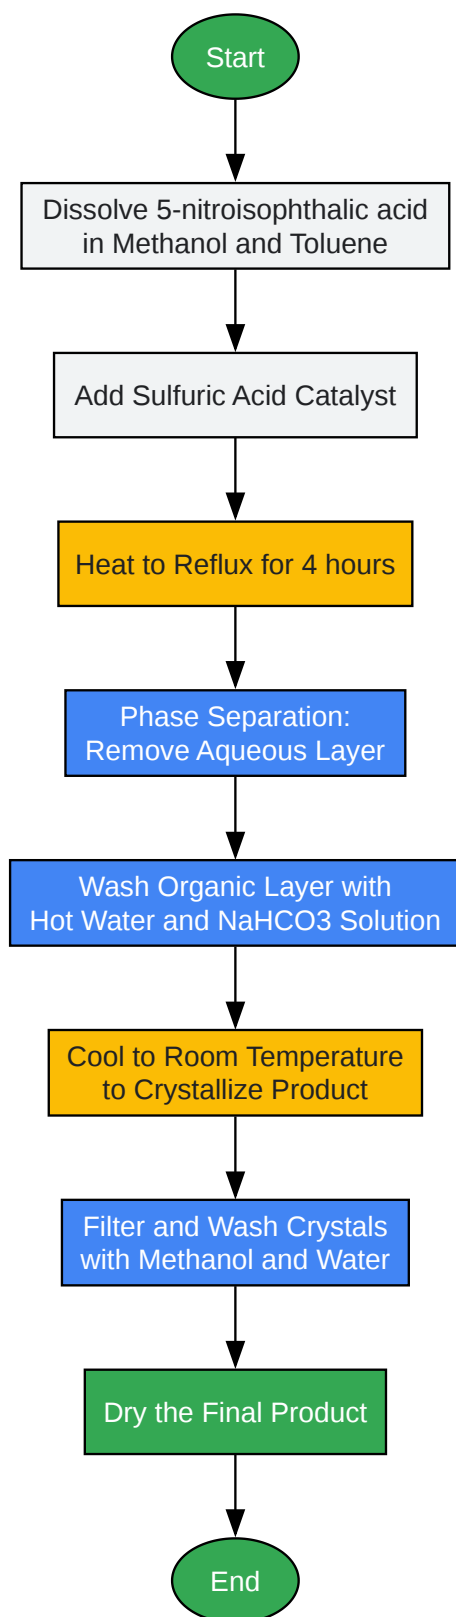 Start
Dissolve 5-nitroisophthalic acid
in Methanol and Toluene
Add Sulfuric Acid Catalyst
Heat to Reflux for 4 hours
Phase Separation:
Remove Aqueous Layer
Wash Organic Layer with
Hot Water and NaHCO3 Solution
Cool to Room Temperature
to Crystallize Product
Filter and Wash Crystals
with Methanol and Water
Dry the Final Product
End